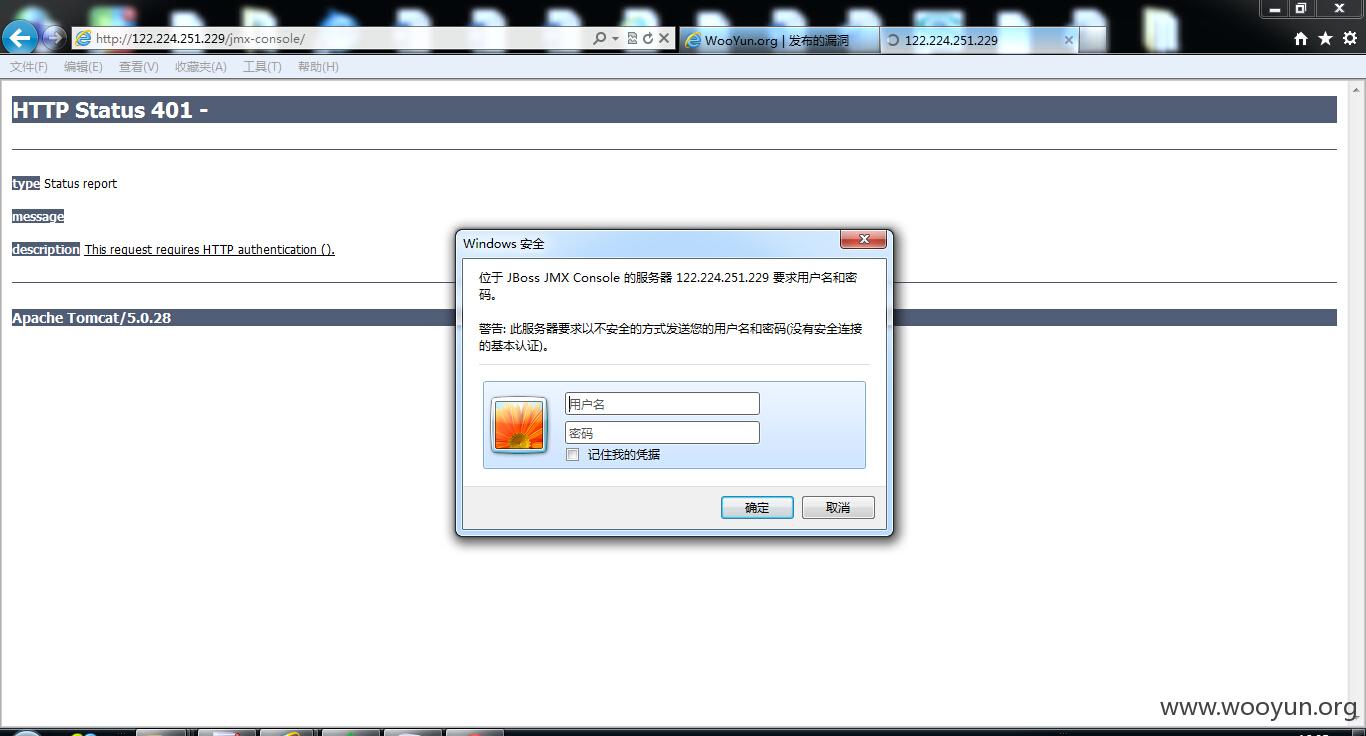 http://122.224.251.229/jmx-console/
WooYun.org | 发布的漏洞
122.224.251.229
文件(F) 编辑(E) 查看(V) 收藏夹(A) 工具(T) 帮助(H)
HTTP Status 401 -
type Status report
message
description This request requires HTTP authentication ().
Apache Tomcat/5.0.28
Windows 安全
位于 JBoss JMX Console 的服务器 122.224.251.229 要求用户名和密
码。
警告: 此服务器要求以不安全的方式发送您的用户名和密码(没有安全连接
的基本认证)。
用户名
密码
记住我的凭据
确定
取消
www.wooyun.org